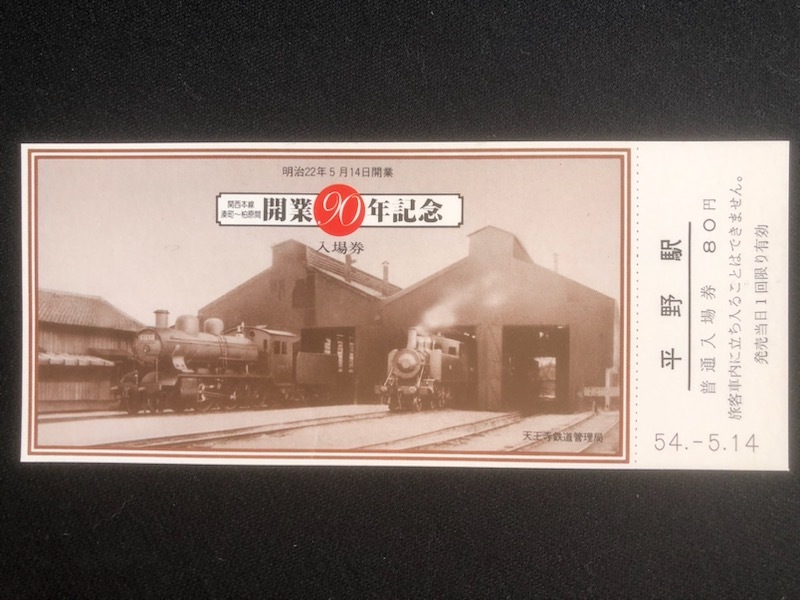 明治22年5月14日開業
関西本線
湊町〜柏原間
開業90年記念
入場券
天王寺鉄道管理局
平野駅
普通入場券 80円
旅客車内に立ち入ることはできません。
発売当日1回限り有効
54.-5.14